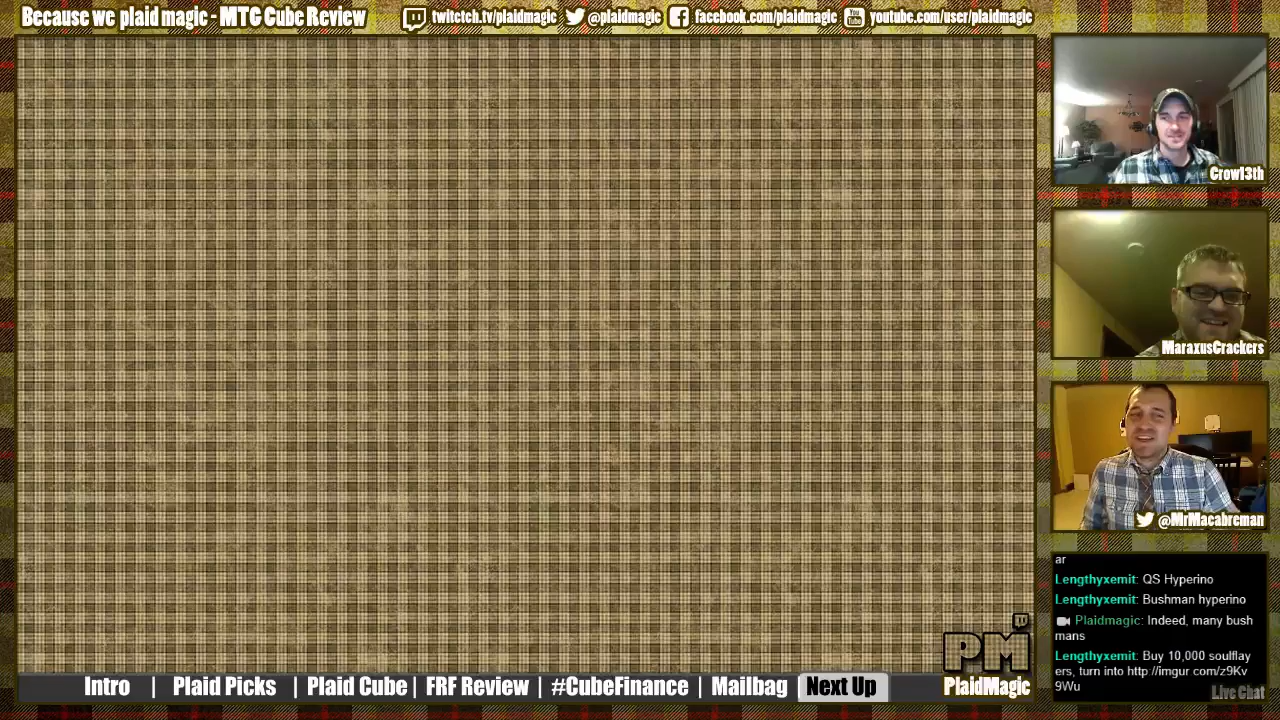 Because we plaid magic - MTG Cube Review
twitctch.tv/plaidmagic
@plaidmagic
facebook.com/plaidmagic
You Tube
youtube.com/user/plaidmagic
Crow13th
MaraxusCrackers
@MrMacabreman
ar
Lengthyxemit: QS Hyperino
Lengthyxemit: Bushman hyperino
Plaidmagic: Indeed, many bush
mans
Lengthyxemit: Buy 10,000 soulflay
ers, turn into http://imgur.com/z9Kv
9Wu
Live Chat
PM
PlaidMagic
Intro | Plaid Picks | Plaid Cube | FRF Review | #CubeFinance | Mailbag | Next Up